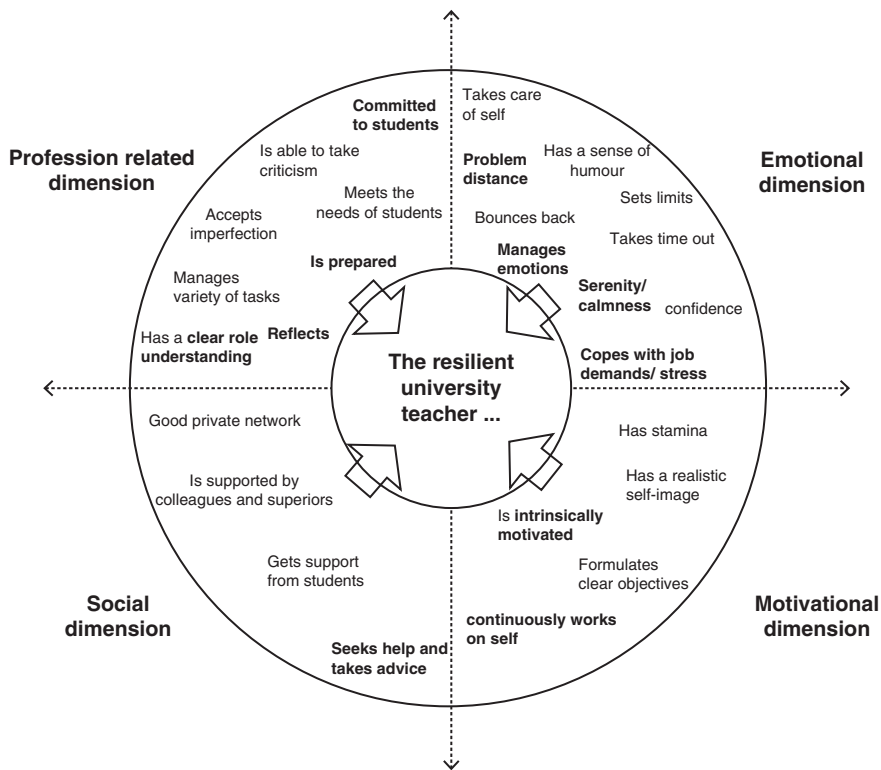 Profession related
dimension
Committed
to students
Is able to take
criticism
Meets the
needs of students
Accepts
imperfection
Is prepared
Manages
variety of tasks
Has a clear role
understanding
Reflects
Emotional
dimension
Takes care
of self
Problem
distance
Has a sense of
humour
Sets limits
Bounces back
Takes time out
Manages
emotions
Serenity/
calmness
confidence
Copes with job
demands/ stress
The resilient
university
teacher ...
Social
dimension
Good private network
Is supported by
colleagues and superiors
Gets support
from students
Seeks help and
takes advice
Motivational
dimension
Has stamina
Has a realistic
self-image
Is intrinsically
motivated
Formulates
clear objectives
continuously works
on self